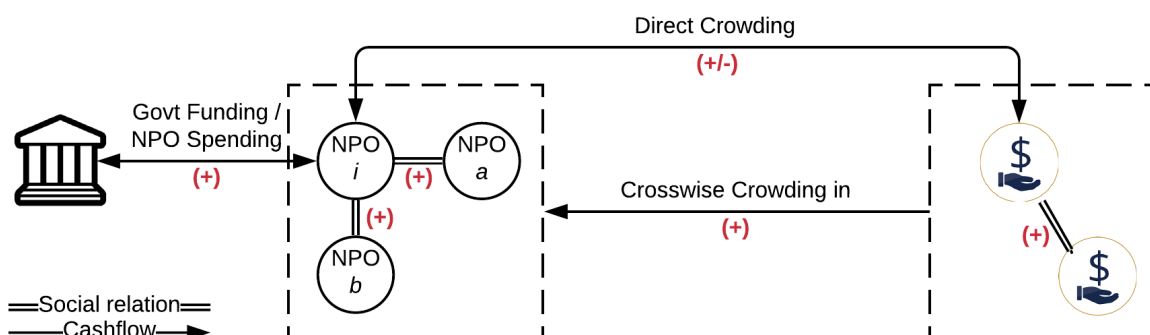 Direct Crowding
(+/-)
Govt Funding /
NPO Spending
(+)
NPO
i
(+)
NPO
a
(+)
NPO
b
Crosswise Crowding in
(+)
$
(+)
$
Social relation
Cashflow